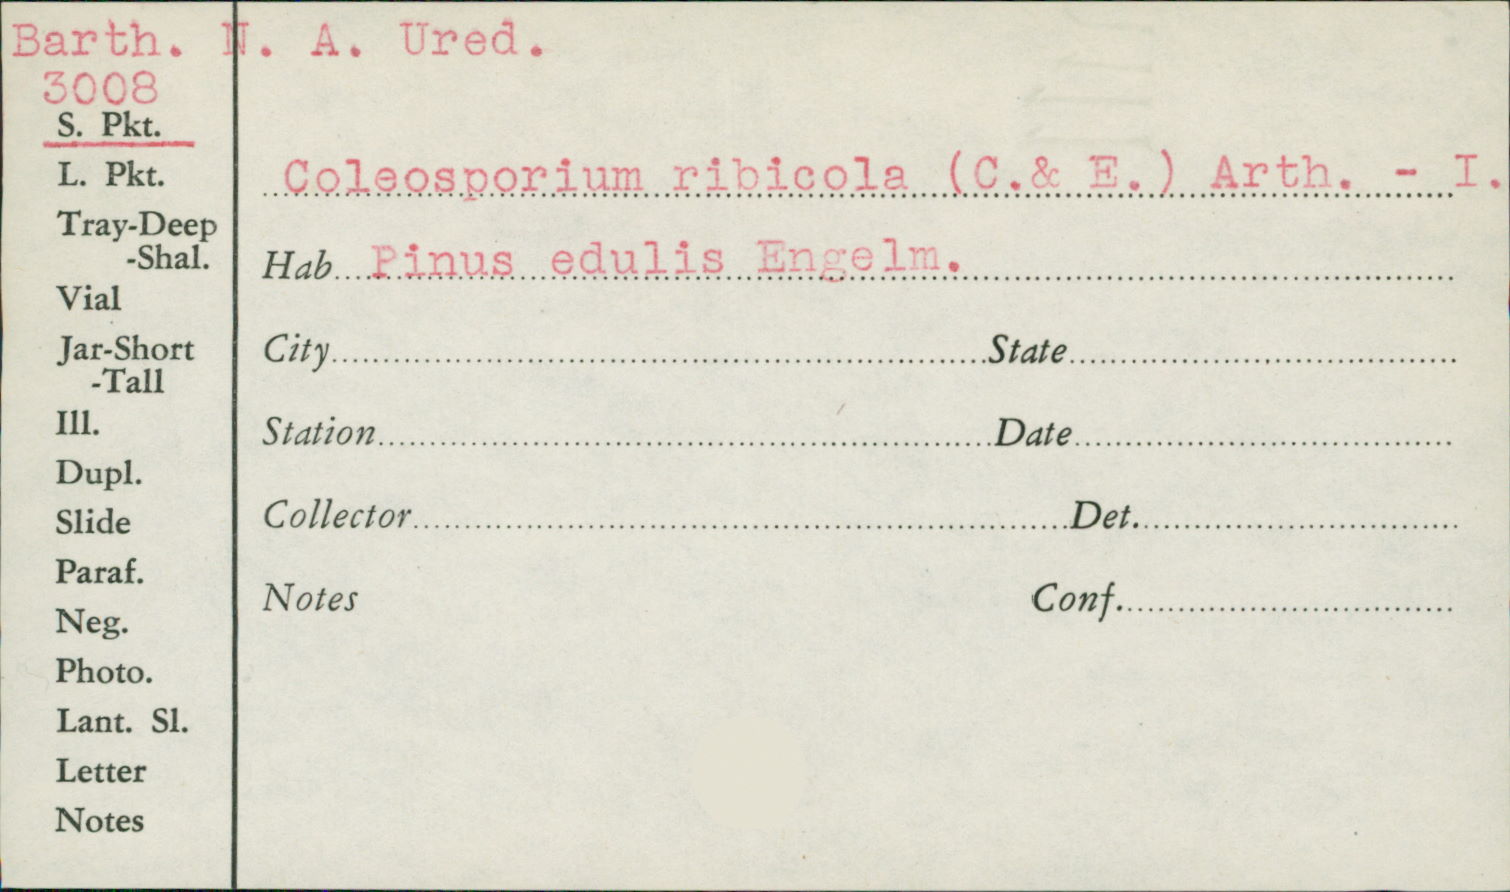 Barth. N. A. Ured.
3008
S. Pkt.
L. Pkt.
Tray-Deep
-Shal.
Vial
Jar-Short
-Tall
Ill.
Dupl.
Slide
Paraf.
Neg.
Photo.
Lant. Sl.
Letter
Notes
Coleosporium ribicola (C.& E.) Arth. - I.
Hab Pinus edulis Engelm.
City State
Station Date
Collector Det.
Notes Conf.